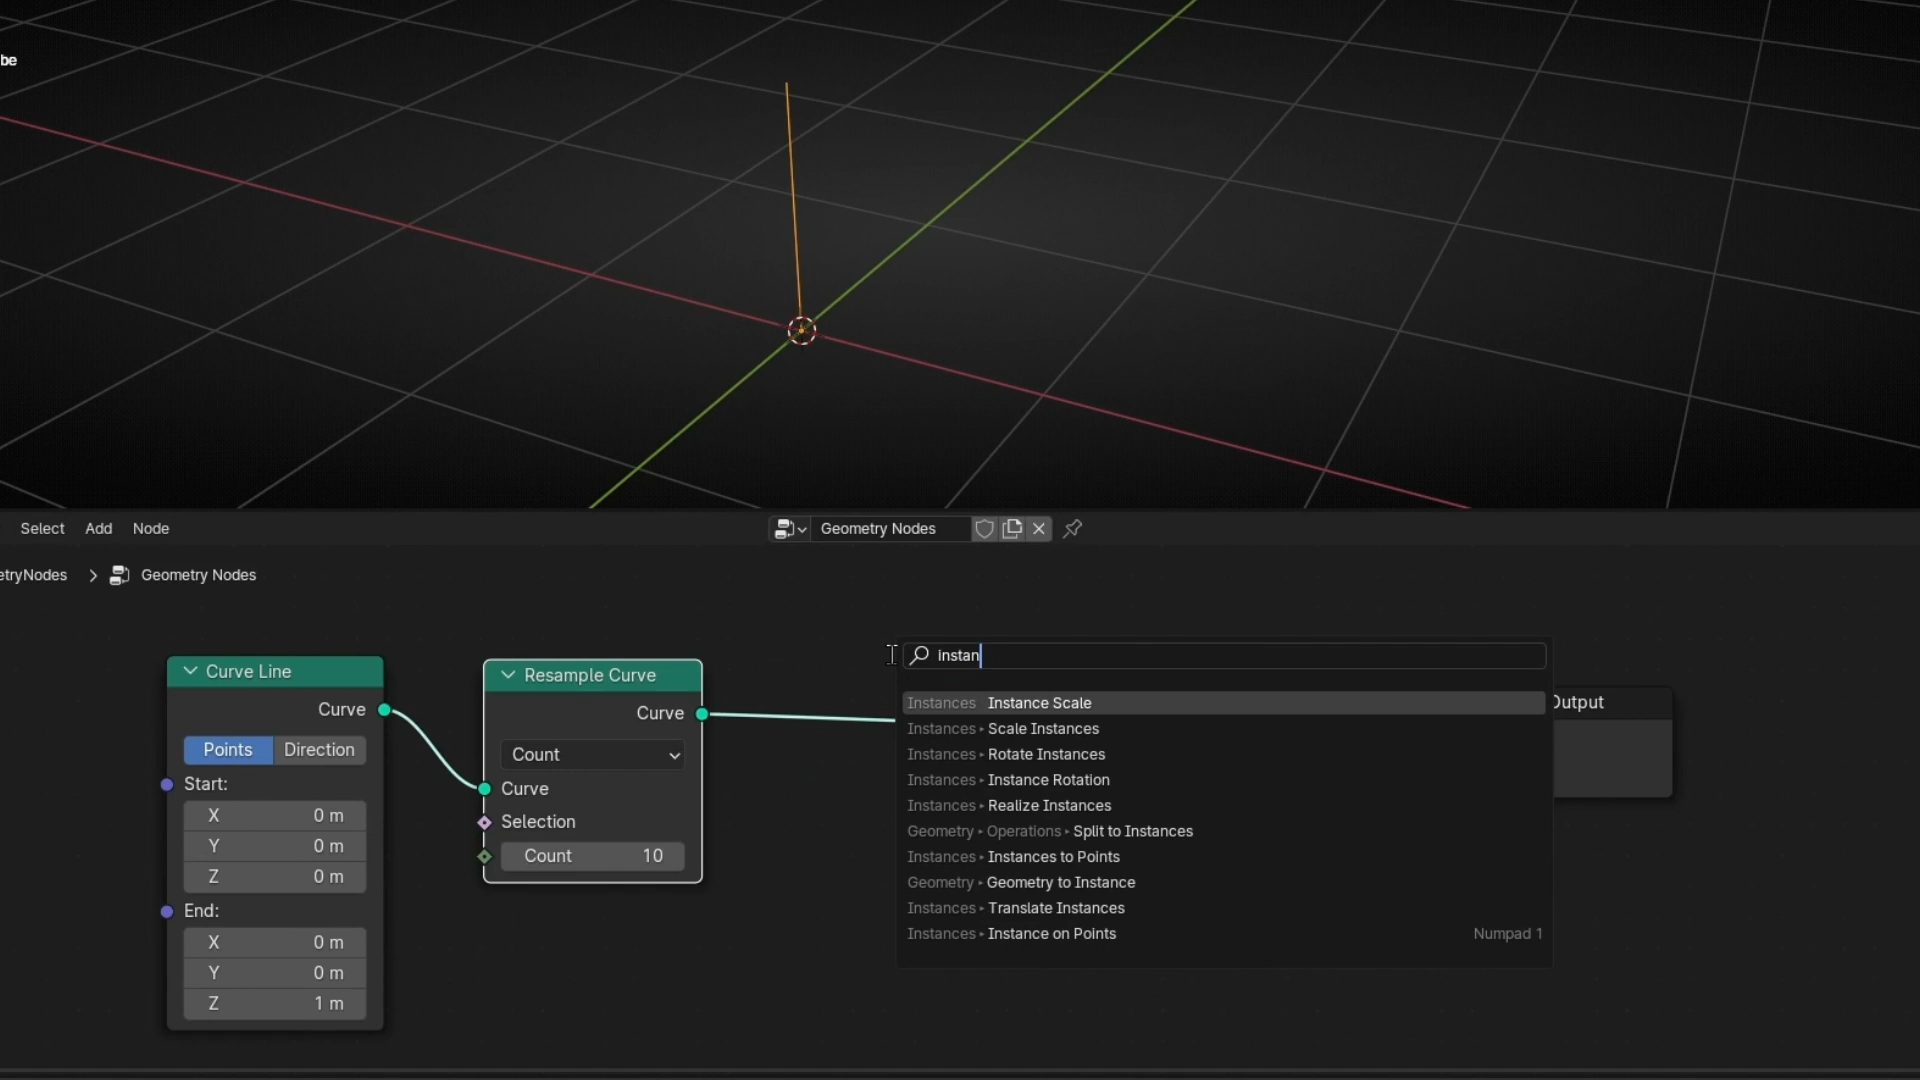 be
Select Add Node
Geometry Nodes
etryNodes > Geometry Nodes
Curve Line
Curve
Points Direction
Start:
X 0 m
Y 0 m
Z 0 m
End:
X 0 m
Y 0 m
Z 1 m
Resample Curve
Curve
Count
Curve
Selection
Count 10
instan
Instances Instance Scale
Instances ▸ Scale Instances
Instances ▸ Rotate Instances
Instances ▸ Instance Rotation
Instances ▸ Realize Instances
Geometry ▸ Operations ▸ Split to Instances
Instances ▸ Instances to Points
Geometry ▸ Geometry to Instance
Instances ▸ Translate Instances
Instances ▸ Instance on Points Numpad 1
Output